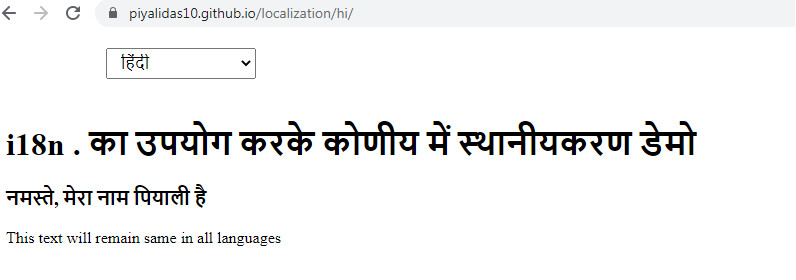 piyalidas10.github.io/localization/hi/
हिंदी
i18n . का उपयोग करके कोणीय में स्थानीयकरण डेमो
नमस्ते, मेरा नाम पियाली है
This text will remain same in all languages